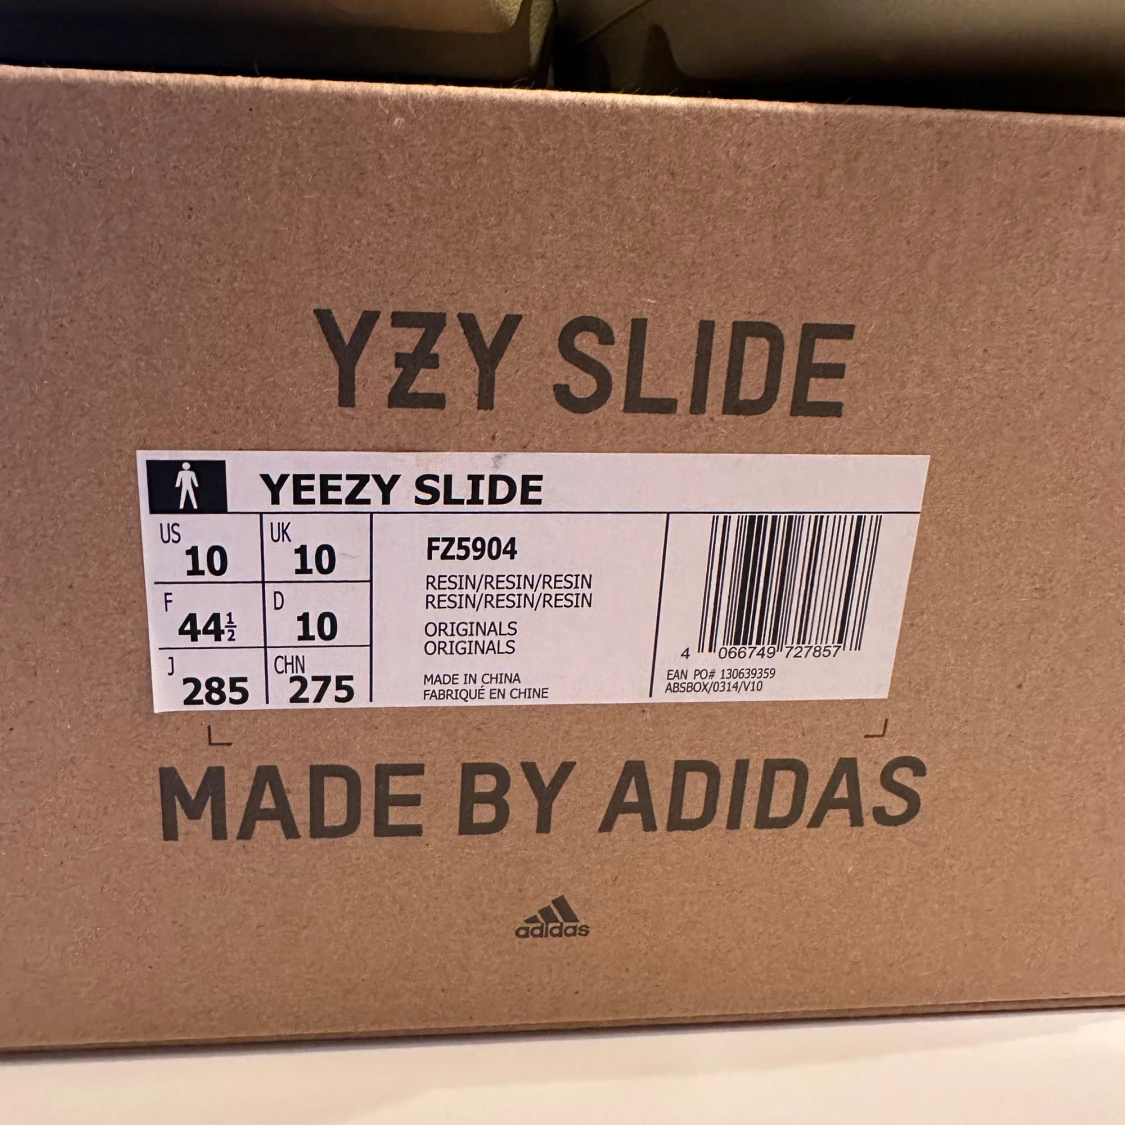 YZY SLIDE
YEEZY SLIDE
US 10
UK 10
F 44½
D 10
J 285
CHN 275
FZ5904
RESIN/RESIN/RESIN
RESIN/RESIN/RESIN
ORIGINALS
ORIGINALS
MADE IN CHINA
FABRIQUÉ EN CHINE
4 066749 727857
EAN PO# 130639359
ABSBOX/0314/V10
MADE BY ADIDAS
adidas